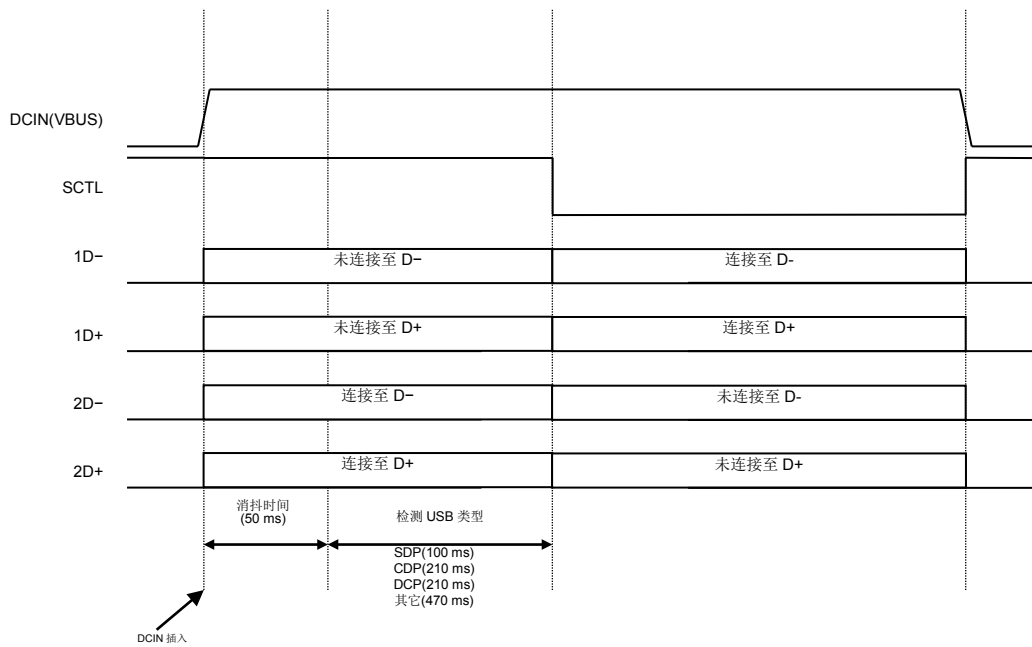 DCIN(VBUS)
SCTL
1D−
未连接至 D−
连接至 D-
1D+
未连接至 D+
连接至 D+
2D−
连接至 D−
未连接至 D-
2D+
连接至 D+
未连接至 D+
消抖时间
(50 ms)
检测 USB 类型
SDP(100 ms)
CDP(210 ms)
DCP(210 ms)
其它(470 ms)
DCIN 插入